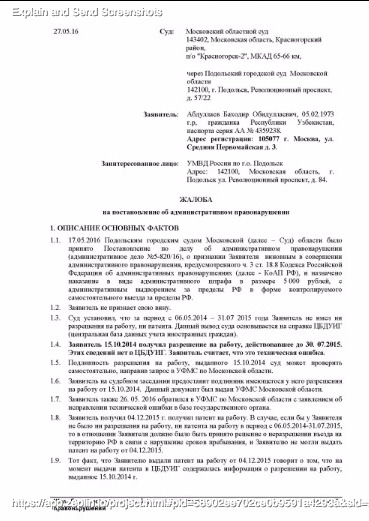 Explain and Send Screenshots
27.05.16 Суд: Московский областной суд
143402, Московская область, Красногорский
район,
п/о "Красногорск-2", МКАД 65-66 км,
через Подольский городской суд Московской
области
142100, г. Подольск, Революционный проспект,
д. 57/22
Заявитель: Абдуллаев Баходир Обидуллаевич, 05.02.1973
г.р, гражданка Республики Узбекистан,
паспорта серия АА № 4359238.
Адрес регистрации: 105077 г. Москва, ул.
Средняя Первомайская д. 3.
Заинтересованное лицо: УМВД России по г.о. Подольск
Адрес: 142100, Московская область, г.
Подольск ул. Революционный проспект, д. 84.
ЖАЛОБА
на постановление об административном правонарушении
1. ОПИСАНИЕ ОСНОВНЫХ ФАКТОВ
1.1. 17.05.2016 Подольским городским судом Московской (далее – Суд) области было
принято Постановление по делу об административном правонарушении
(административное дело №5-820/16), о признании Заявителя виновным в совершении
административного правонарушения, предусмотренного ч. 3 ст. 18.8 Кодекса Российской
Федерации об административных правонарушениях (далее - КоАП РФ), и назначено
наказания в виде административного штрафа в размере 5 000 рублей, с
административным выдворением за пределы РФ в форме контролируемого
самостоятельного выезда за пределы РФ.
1.2. Заявитель не признает свою вину.
1.3. Суд установил, что за период с 06.05.2014 – 31.07 2015 года Заявитель не имел ни
разрешения на работу, ни патента. Данный вывод суда основывается на справке ЦБДУИГ
(центральная база данных учета иностранных граждан).
1.4. Заявитель 15.10.2014 получил разрешение на работу, действовавшее до 30. 07.2015.
Этих сведений нет в ЦБДУИГ. Заявитель считает, что это техническая ошибка.
1.5. Подлинность разрешения на работу, выданного 15.10.2014 суд может проверить
самостоятельно, направив запрос в УФМС по Московской области.
1.6. Заявитель на судебном заседании предоставит подлинник имеющегося у него разрешения
на работу от 15.10.2014. Данный документ был выдан УФМС Московской области.
1.7. Заявитель также 26. 05. 2016 обратился в УФМС по Московской области с заявлением об
исправлении технической ошибки в базе государственного органа.
1.8. Заявитель получил 04.12.2015 г. получил патент на работу. В случае, если бы у Заявителя
не было ни разрешения на работу, ни патента на работу в период с 06.05.2014-31.07.2015,
то в отношении Заявителя должно было быть принято решение о неразрешении въезда на
территорию РФ в связи с нарушением сроков пребывания, и Заявителю не могли выдать
патент на работу от 04.12.2015.
1.9. Тот факт, что Заявителю выдали патент на работу от 04.12.2015 говорит о том, что на
момент выдачи патента в ЦБДУИГ содержалась информация о разрешении на работу,
выданное 15.10.2014 г.
правонарушения